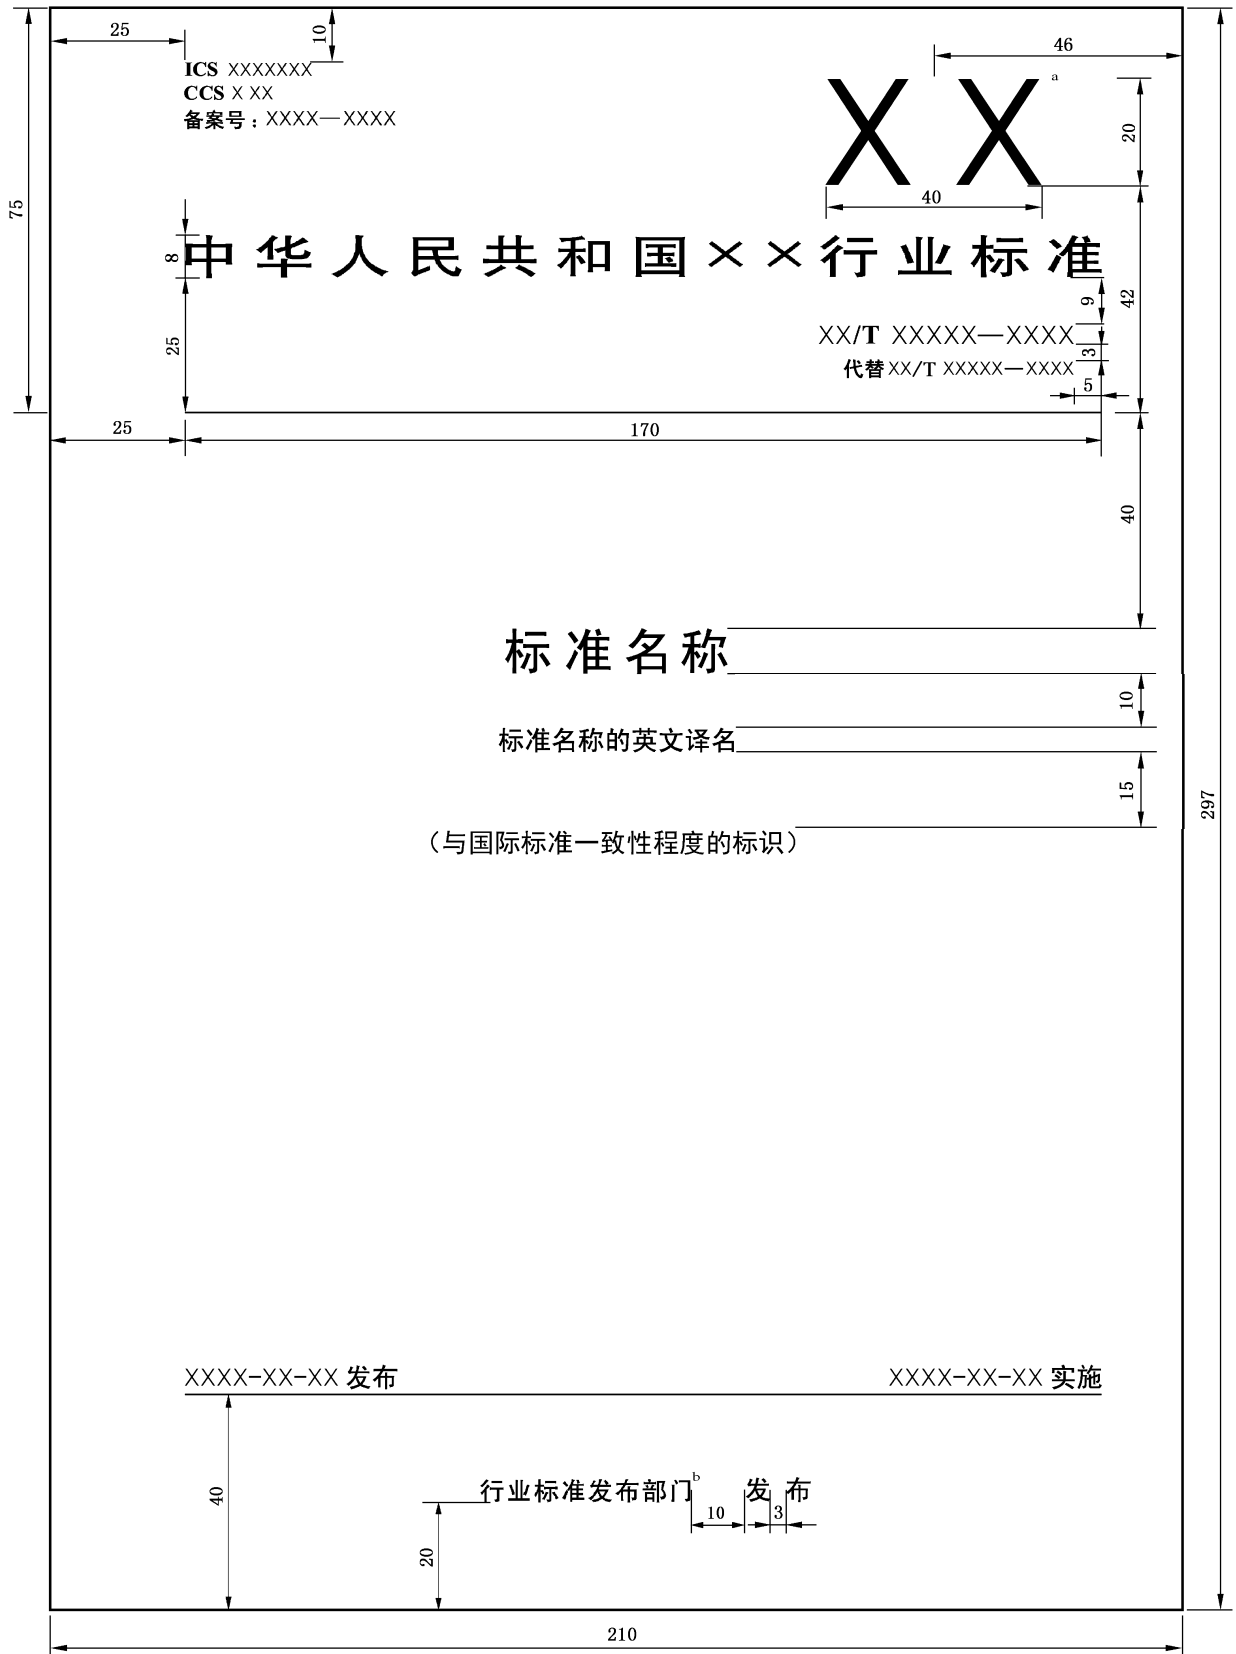 25
10
46
ICS XXXXXXX
CCS X XX
备案号：XXXX—XXXX
XX a
20
40
75
8
中华人民共和国××行业标准
9
42
XX/T XXXXX—XXXX
25
3
代替XX/T XXXXX—XXXX
5
25
170
40
标准名称
10
标准名称的英文译名
15
297
（与国际标准一致性程度的标识）
XXXX-XX-XX 发布
XXXX-XX-XX 实施
40
行业标准发布部门b 发布
10
3
20
210